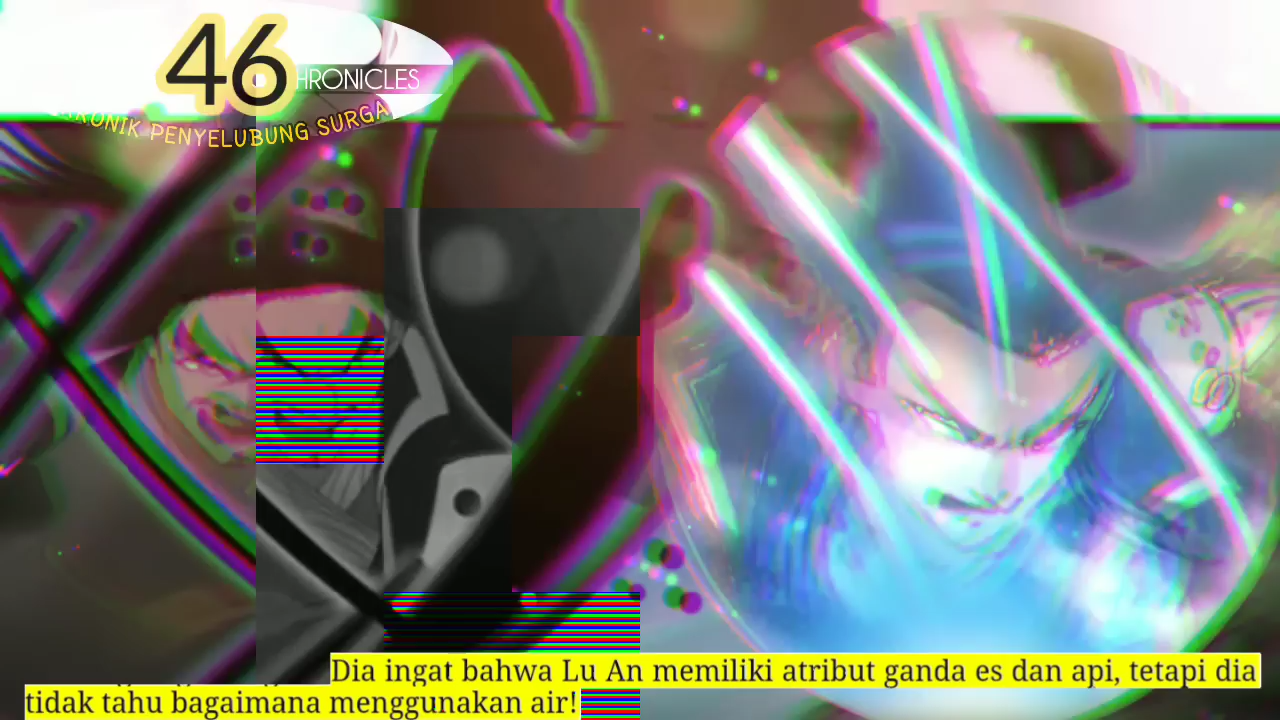 46
HRONICLES
KRONIK PENYELUBUNG SURGA
Dia ingat bahwa Lu An memiliki atribut ganda es dan api, tetapi dia
tidak tahu bagaimana menggunakan air!